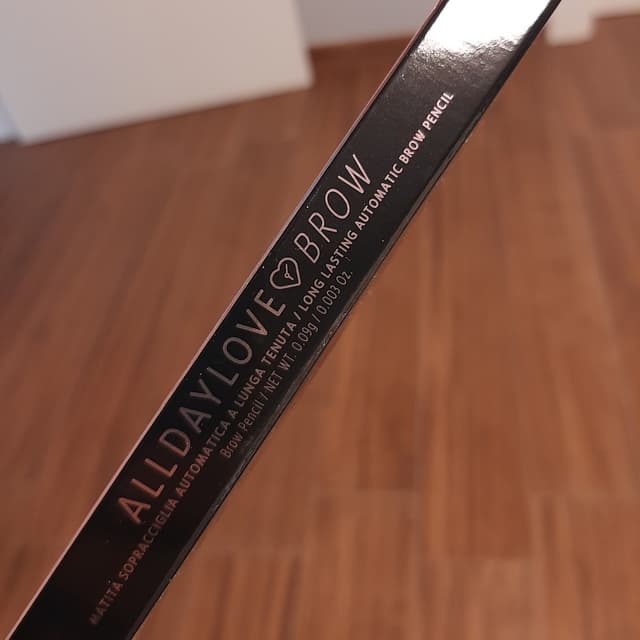 ALLDAYLOVE BROW
MATITA SOPRACCIGLIA AUTOMATICA A LUNGA TENUTA / LONG LASTING AUTOMATIC BROW PENCIL
Brow Pencil / NET WT. 0.09g / 0.003 Oz.